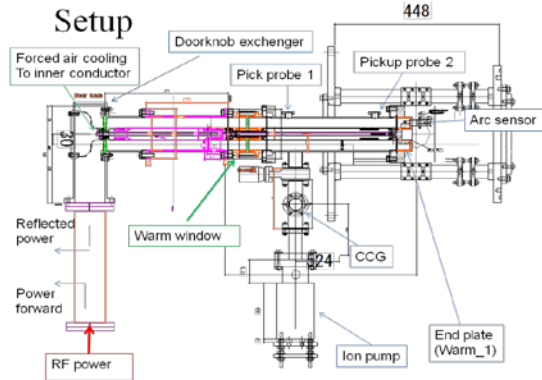 Setup
448
Forced air cooling
To inner conductor
Doorknob exchenger
Pick probe 1
Pickup probe 2
Arc sensor
30
Reflected
power
Warm window
CCG
524
Power
forward
RF power
Ion pump
End plate
(Warm_1)